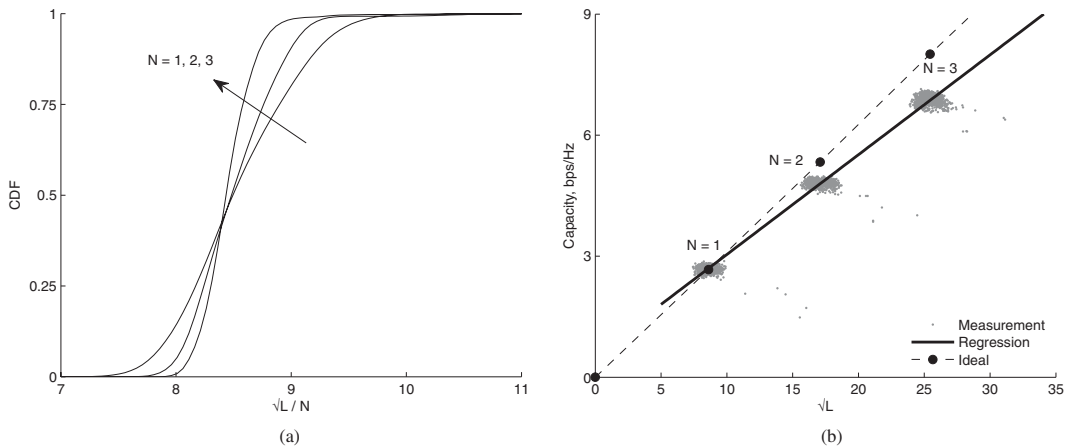 1
0.75
0.5
0.25
0
CDF
N = 1, 2, 3
7
8
9
10
11
√L / N
(a)
9
6
3
0
Capacity, bps/Hz
N = 3
N = 2
N = 1
Measurement
Regression
Ideal
0
5
10
15
20
25
30
35
√L
(b)